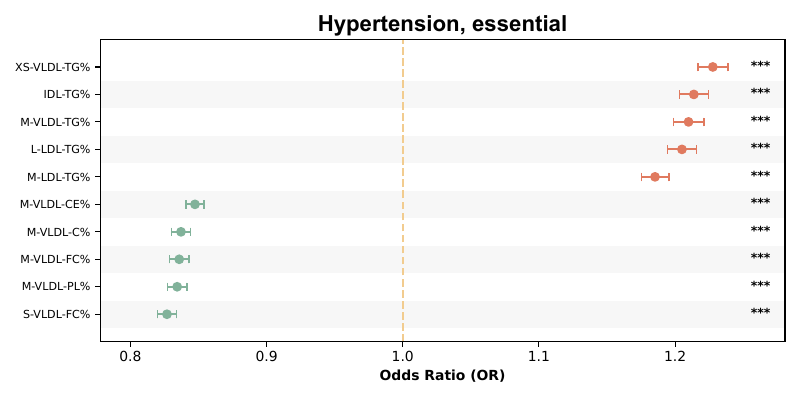 Hypertension, essential
XS-VLDL-TG% ***
IDL-TG% ***
M-VLDL-TG% ***
L-LDL-TG% ***
M-LDL-TG% ***
M-VLDL-CE% ***
M-VLDL-C% ***
M-VLDL-FC% ***
M-VLDL-PL% ***
S-VLDL-FC% ***
0.8 0.9 1.0 1.1 1.2
Odds Ratio (OR)